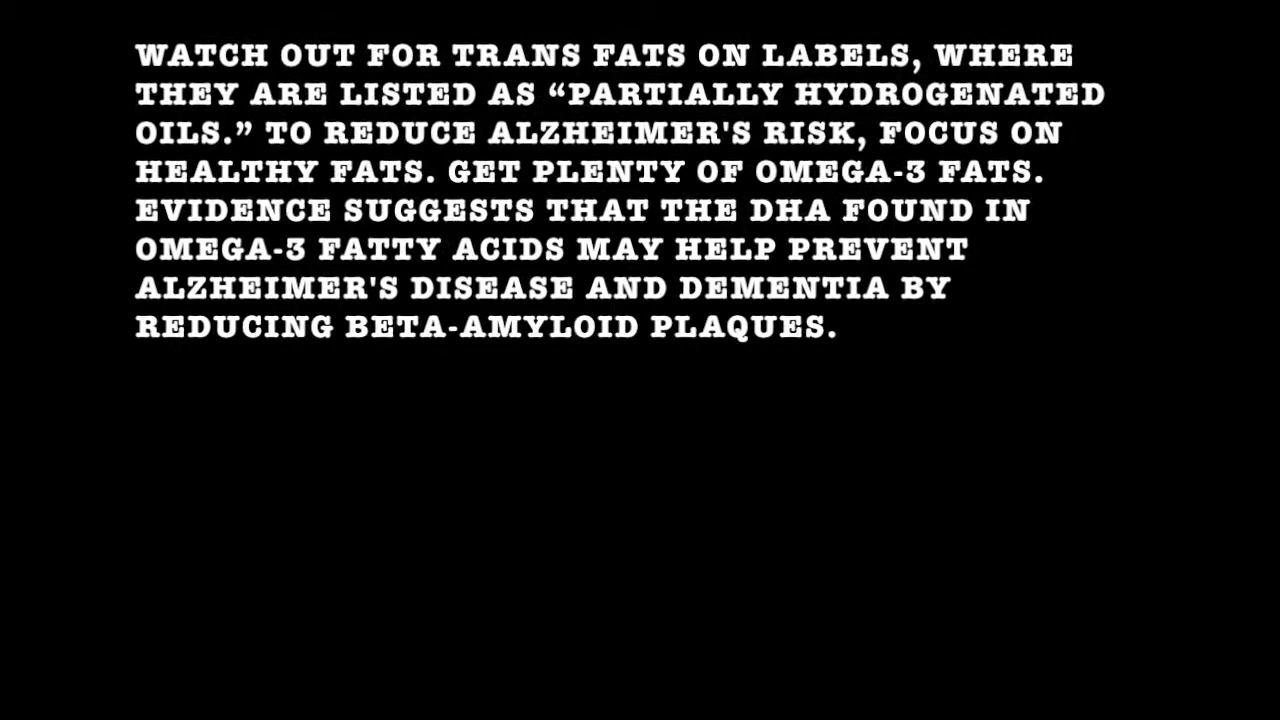 WATCH OUT FOR TRANS FATS ON LABELS, WHERE
THEY ARE LISTED AS “PARTIALLY HYDROGENATED
OILS.” TO REDUCE ALZHEIMER'S RISK, FOCUS ON
HEALTHY FATS. GET PLENTY OF OMEGA-3 FATS.
EVIDENCE SUGGESTS THAT THE DHA FOUND IN
OMEGA-3 FATTY ACIDS MAY HELP PREVENT
ALZHEIMER'S DISEASE AND DEMENTIA BY
REDUCING BETA-AMYLOID PLAQUES.